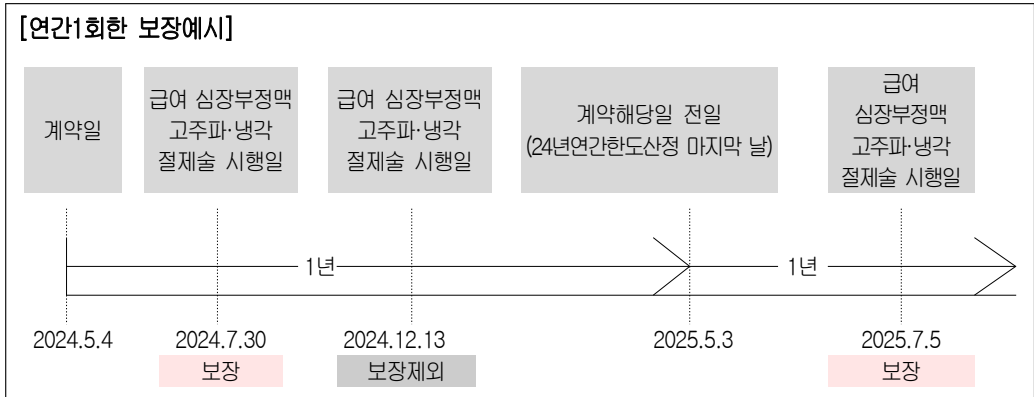 [연간1회한 보장예시]
계약일
급여 심장부정맥
고주파·냉각
절제술 시행일
급여 심장부정맥
고주파·냉각
절제술 시행일
계약해당일 전일
(24년연간한도산정 마지막 날)
급여
심장부정맥
고주파·냉각
절제술 시행일
1년
1년
2024.5.4
2024.7.30
2024.12.13
2025.5.3
2025.7.5
보장
보장제외
보장